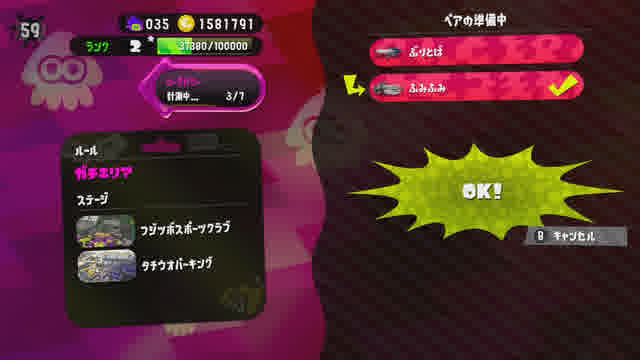 59
035 1581791
ランク 2 37380/100000
計測中... 3/7
ルール
ガチホコリア
ステージ
フジツボスポーツクラブ
タチウオパーキング
ペアの準備中
ぷりとば
ふみふみ
OK!
B キャンセル